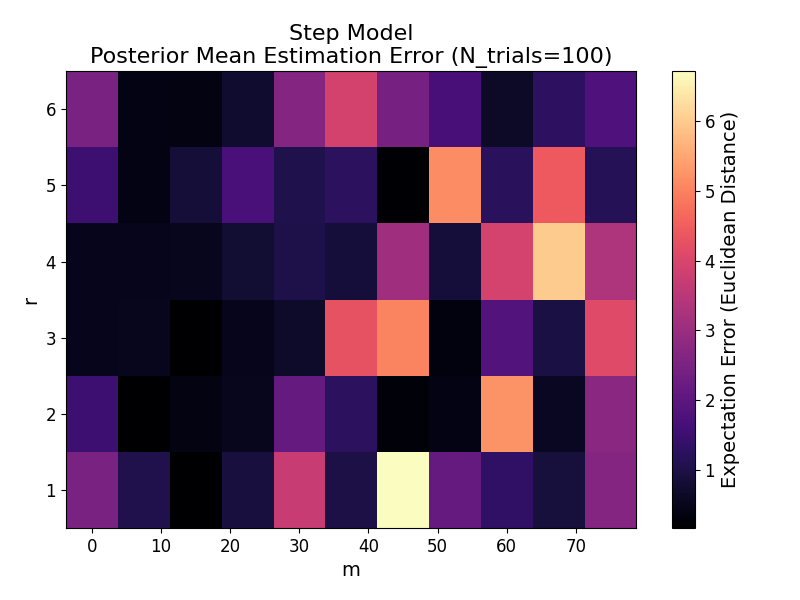 Step Model
Posterior Mean Estimation Error (N_trials=100)
6
5
4
3
2
1
r
0 10 20 30 40 50 60 70
m
6
5
4
3
2
1
Expectation Error (Euclidean Distance)